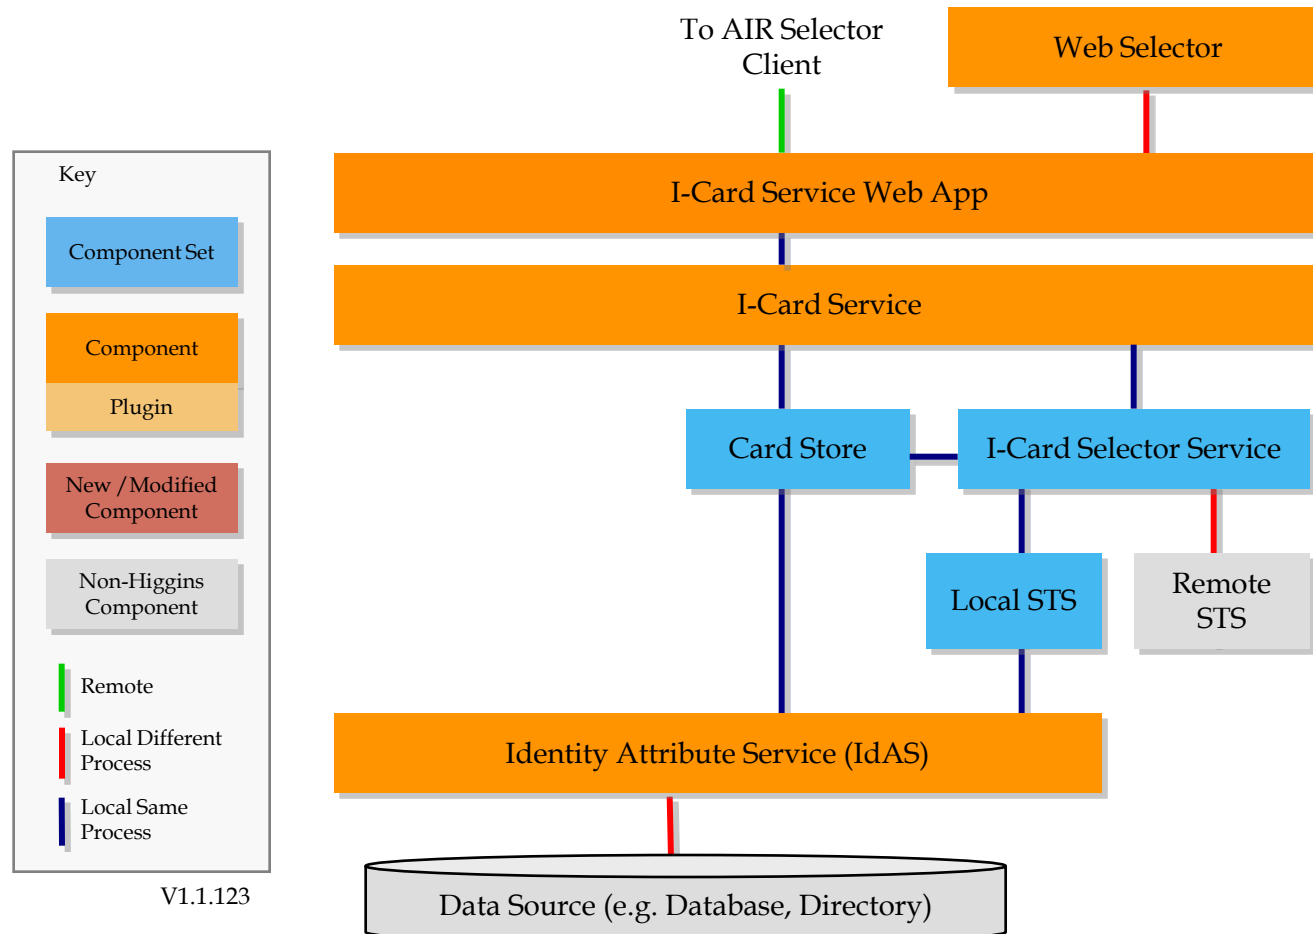 To AIR Selector
Client
Web Selector
Key
Component Set
Component
Plugin
New / Modified
Component
Non-Higgins
Component
Remote
Local Different
Process
Local Same
Process
V1.1.123
I-Card Service Web App
I-Card Service
Card Store
I-Card Selector Service
Local STS
Remote
STS
Identity Attribute Service (IdAS)
Data Source (e.g. Database, Directory)